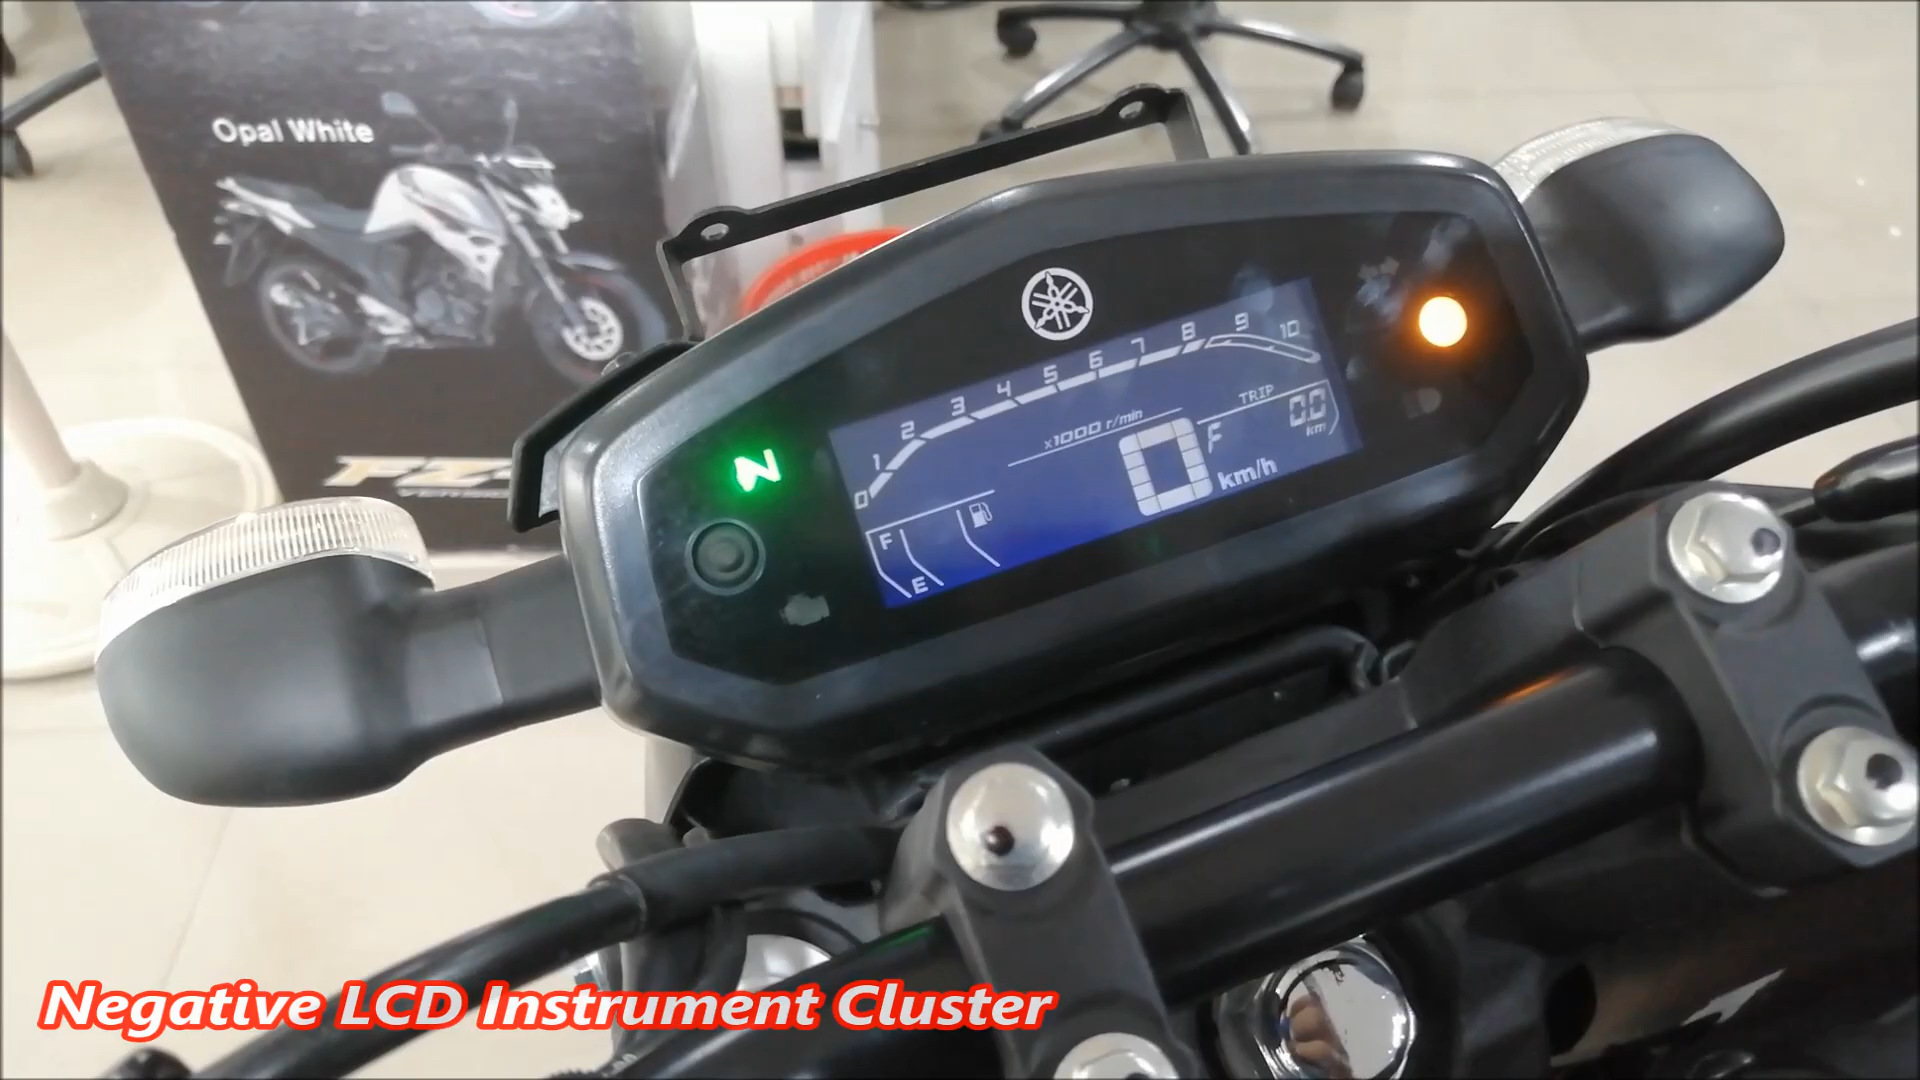 Opal White
FZ
0 1 2 3 4 5 6 7 8 9 10
x1000 r/min
TRIP
0.0
km
F
0
km/h
N
F
E
Negative LCD Instrument Cluster